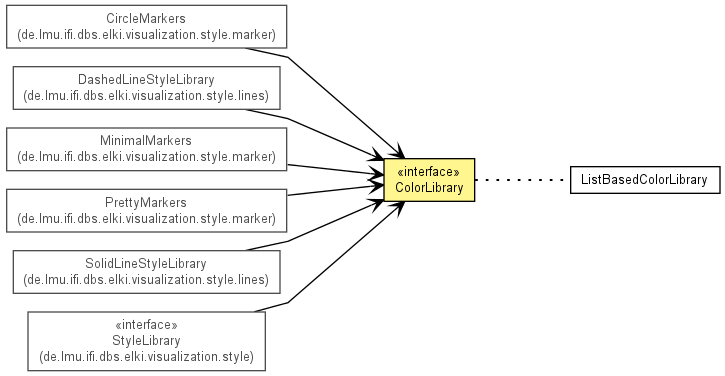 CircleMarkers
(de.lmu.ifi.dbs.elki.visualization.style.marker)
DashedLineStyleLibrary
(de.lmu.ifi.dbs.elki.visualization.style.lines)
MinimalMarkers
(de.lmu.ifi.dbs.elki.visualization.style.marker)
PrettyMarkers
(de.lmu.ifi.dbs.elki.visualization.style.marker)
SolidLineStyleLibrary
(de.lmu.ifi.dbs.elki.visualization.style.lines)
«interface»
StyleLibrary
(de.lmu.ifi.dbs.elki.visualization.style)
«interface»
ColorLibrary
ListBasedColorLibrary